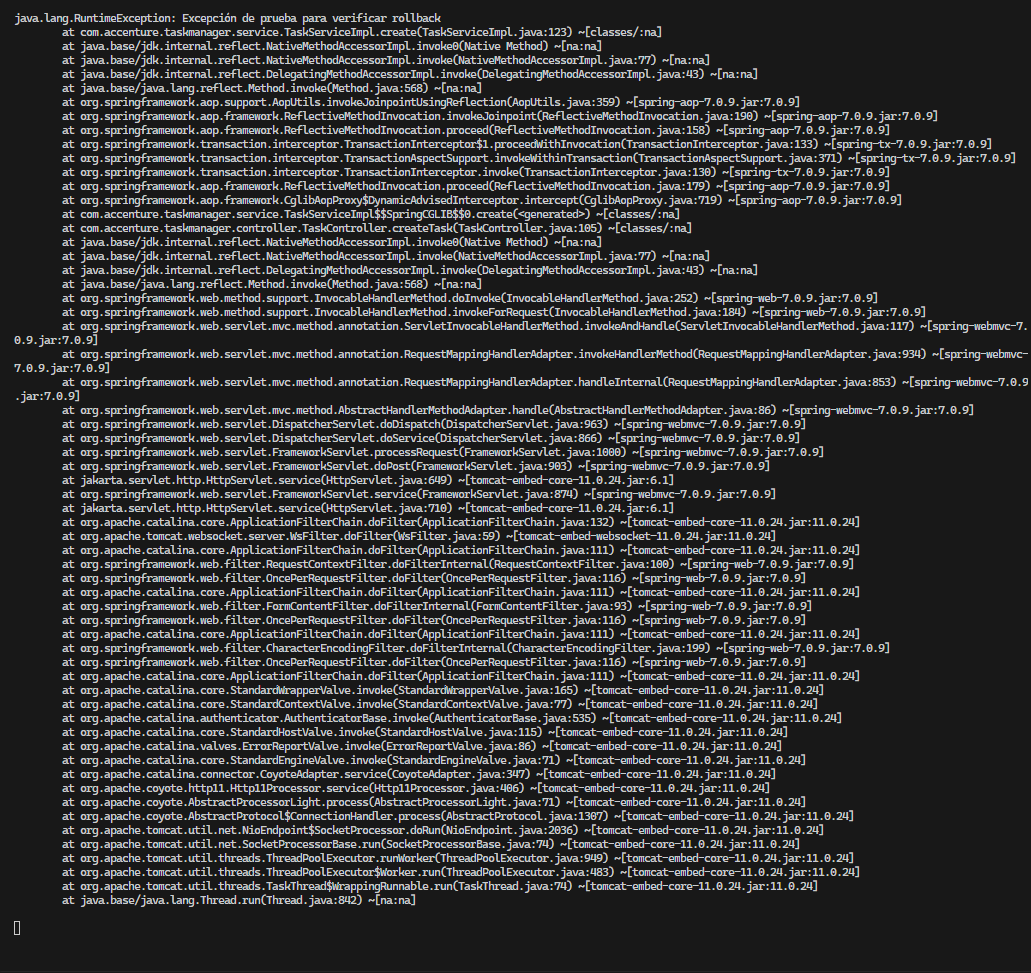 java.lang.RuntimeException: Excepción de prueba para verificar rollback
at com.accenture.taskmanager.service.TaskServiceImpl.create(TaskServiceImpl.java:123) ~[classes/:na]
at java.base/jdk.internal.reflect.NativeMethodAccessorImpl.invoke0(Native Method) ~[na:na]
at java.base/jdk.internal.reflect.NativeMethodAccessorImpl.invoke(NativeMethodAccessorImpl.java:77) ~[na:na]
at java.base/jdk.internal.reflect.DelegatingMethodAccessorImpl.invoke(DelegatingMethodAccessorImpl.java:43) ~[na:na]
at java.base/java.lang.reflect.Method.invoke(Method.java:568) ~[na:na]
at org.springframework.aop.support.AopUtils.invokeJoinpointUsingReflection(AopUtils.java:359) ~[spring-aop-7.0.9.jar:7.0.9]
at org.springframework.aop.framework.ReflectiveMethodInvocation.invokeJoinpoint(ReflectiveMethodInvocation.java:190) ~[spring-aop-7.0.9.jar:7.0.9]
at org.springframework.aop.framework.ReflectiveMethodInvocation.proceed(ReflectiveMethodInvocation.java:158) ~[spring-aop-7.0.9.jar:7.0.9]
at org.springframework.transaction.interceptor.TransactionInterceptor$1.proceedWithInvocation(TransactionInterceptor.java:133) ~[spring-tx-7.0.9.jar:7.0.9]
at org.springframework.transaction.interceptor.TransactionAspectSupport.invokeWithinTransaction(TransactionAspectSupport.java:371) ~[spring-tx-7.0.9.jar:7.0.9]
at org.springframework.transaction.interceptor.TransactionInterceptor.invoke(TransactionInterceptor.java:130) ~[spring-tx-7.0.9.jar:7.0.9]
at org.springframework.aop.framework.ReflectiveMethodInvocation.proceed(ReflectiveMethodInvocation.java:179) ~[spring-aop-7.0.9.jar:7.0.9]
at org.springframework.aop.framework.CglibAopProxy$DynamicAdvisedInterceptor.intercept(CglibAopProxy.java:719) ~[spring-aop-7.0.9.jar:7.0.9]
at com.accenture.taskmanager.service.TaskServiceImpl$$SpringCGLIB$$0.create(<generated>) ~[classes/:na]
at com.accenture.taskmanager.controller.TaskController.createTask(TaskController.java:105) ~[classes/:na]
at java.base/jdk.internal.reflect.NativeMethodAccessorImpl.invoke0(Native Method) ~[na:na]
at java.base/jdk.internal.reflect.NativeMethodAccessorImpl.invoke(NativeMethodAccessorImpl.java:77) ~[na:na]
at java.base/jdk.internal.reflect.DelegatingMethodAccessorImpl.invoke(DelegatingMethodAccessorImpl.java:43) ~[na:na]
at java.base/java.lang.reflect.Method.invoke(Method.java:568) ~[na:na]
at org.springframework.web.method.support.InvocableHandlerMethod.doInvoke(InvocableHandlerMethod.java:252) ~[spring-web-7.0.9.jar:7.0.9]
at org.springframework.web.method.support.InvocableHandlerMethod.invokeForRequest(InvocableHandlerMethod.java:184) ~[spring-web-7.0.9.jar:7.0.9]
at org.springframework.web.servlet.mvc.method.annotation.ServletInvocableHandlerMethod.invokeAndHandle(ServletInvocableHandlerMethod.java:117) ~[spring-webmvc-7.
0.9.jar:7.0.9]
at org.springframework.web.servlet.mvc.method.annotation.RequestMappingHandlerAdapter.invokeHandlerMethod(RequestMappingHandlerAdapter.java:934) ~[spring-webmvc-
7.0.9.jar:7.0.9]
at org.springframework.web.servlet.mvc.method.annotation.RequestMappingHandlerAdapter.handleInternal(RequestMappingHandlerAdapter.java:853) ~[spring-webmvc-7.0.9
.jar:7.0.9]
at org.springframework.web.servlet.mvc.method.AbstractHandlerMethodAdapter.handle(AbstractHandlerMethodAdapter.java:86) ~[spring-webmvc-7.0.9.jar:7.0.9]
at org.springframework.web.servlet.DispatcherServlet.doDispatch(DispatcherServlet.java:963) ~[spring-webmvc-7.0.9.jar:7.0.9]
at org.springframework.web.servlet.DispatcherServlet.doService(DispatcherServlet.java:866) ~[spring-webmvc-7.0.9.jar:7.0.9]
at org.springframework.web.servlet.FrameworkServlet.processRequest(FrameworkServlet.java:1000) ~[spring-webmvc-7.0.9.jar:7.0.9]
at org.springframework.web.servlet.FrameworkServlet.doPost(FrameworkServlet.java:903) ~[spring-webmvc-7.0.9.jar:7.0.9]
at jakarta.servlet.http.HttpServlet.service(HttpServlet.java:649) ~[tomcat-embed-core-11.0.24.jar:6.1]
at org.springframework.web.servlet.FrameworkServlet.service(FrameworkServlet.java:874) ~[spring-webmvc-7.0.9.jar:7.0.9]
at jakarta.servlet.http.HttpServlet.service(HttpServlet.java:710) ~[tomcat-embed-core-11.0.24.jar:6.1]
at org.apache.catalina.core.ApplicationFilterChain.doFilter(ApplicationFilterChain.java:132) ~[tomcat-embed-core-11.0.24.jar:11.0.24]
at org.apache.tomcat.websocket.server.WsFilter.doFilter(WsFilter.java:59) ~[tomcat-embed-websocket-11.0.24.jar:11.0.24]
at org.apache.catalina.core.ApplicationFilterChain.doFilter(ApplicationFilterChain.java:111) ~[tomcat-embed-core-11.0.24.jar:11.0.24]
at org.springframework.web.filter.RequestContextFilter.doFilterInternal(RequestContextFilter.java:100) ~[spring-web-7.0.9.jar:7.0.9]
at org.springframework.web.filter.OncePerRequestFilter.doFilter(OncePerRequestFilter.java:116) ~[spring-web-7.0.9.jar:7.0.9]
at org.apache.catalina.core.ApplicationFilterChain.doFilter(ApplicationFilterChain.java:111) ~[tomcat-embed-core-11.0.24.jar:11.0.24]
at org.springframework.web.filter.FormContentFilter.doFilterInternal(FormContentFilter.java:93) ~[spring-web-7.0.9.jar:7.0.9]
at org.springframework.web.filter.OncePerRequestFilter.doFilter(OncePerRequestFilter.java:116) ~[spring-web-7.0.9.jar:7.0.9]
at org.apache.catalina.core.ApplicationFilterChain.doFilter(ApplicationFilterChain.java:111) ~[tomcat-embed-core-11.0.24.jar:11.0.24]
at org.springframework.web.filter.CharacterEncodingFilter.doFilterInternal(CharacterEncodingFilter.java:199) ~[spring-web-7.0.9.jar:7.0.9]
at org.springframework.web.filter.OncePerRequestFilter.doFilter(OncePerRequestFilter.java:116) ~[spring-web-7.0.9.jar:7.0.9]
at org.apache.catalina.core.ApplicationFilterChain.doFilter(ApplicationFilterChain.java:111) ~[tomcat-embed-core-11.0.24.jar:11.0.24]
at org.apache.catalina.core.StandardWrapperValve.invoke(StandardWrapperValve.java:165) ~[tomcat-embed-core-11.0.24.jar:11.0.24]
at org.apache.catalina.core.StandardContextValve.invoke(StandardContextValve.java:77) ~[tomcat-embed-core-11.0.24.jar:11.0.24]
at org.apache.catalina.authenticator.AuthenticatorBase.invoke(AuthenticatorBase.java:535) ~[tomcat-embed-core-11.0.24.jar:11.0.24]
at org.apache.catalina.core.StandardHostValve.invoke(StandardHostValve.java:115) ~[tomcat-embed-core-11.0.24.jar:11.0.24]
at org.apache.catalina.valves.ErrorReportValve.invoke(ErrorReportValve.java:86) ~[tomcat-embed-core-11.0.24.jar:11.0.24]
at org.apache.catalina.core.StandardEngineValve.invoke(StandardEngineValve.java:71) ~[tomcat-embed-core-11.0.24.jar:11.0.24]
at org.apache.catalina.connector.CoyoteAdapter.service(CoyoteAdapter.java:347) ~[tomcat-embed-core-11.0.24.jar:11.0.24]
at org.apache.coyote.http11.Http11Processor.service(Http11Processor.java:406) ~[tomcat-embed-core-11.0.24.jar:11.0.24]
at org.apache.coyote.AbstractProcessorLight.process(AbstractProcessorLight.java:71) ~[tomcat-embed-core-11.0.24.jar:11.0.24]
at org.apache.coyote.AbstractProtocol$ConnectionHandler.process(AbstractProtocol.java:1307) ~[tomcat-embed-core-11.0.24.jar:11.0.24]
at org.apache.tomcat.util.net.NioEndpoint$SocketProcessor.doRun(NioEndpoint.java:2036) ~[tomcat-embed-core-11.0.24.jar:11.0.24]
at org.apache.tomcat.util.net.SocketProcessorBase.run(SocketProcessorBase.java:74) ~[tomcat-embed-core-11.0.24.jar:11.0.24]
at org.apache.tomcat.util.threads.ThreadPoolExecutor.runWorker(ThreadPoolExecutor.java:949) ~[tomcat-embed-core-11.0.24.jar:11.0.24]
at org.apache.tomcat.util.threads.ThreadPoolExecutor$Worker.run(ThreadPoolExecutor.java:483) ~[tomcat-embed-core-11.0.24.jar:11.0.24]
at org.apache.tomcat.util.threads.TaskThread$WrappingRunnable.run(TaskThread.java:74) ~[tomcat-embed-core-11.0.24.jar:11.0.24]
at java.base/java.lang.Thread.run(Thread.java:842) ~[na:na]